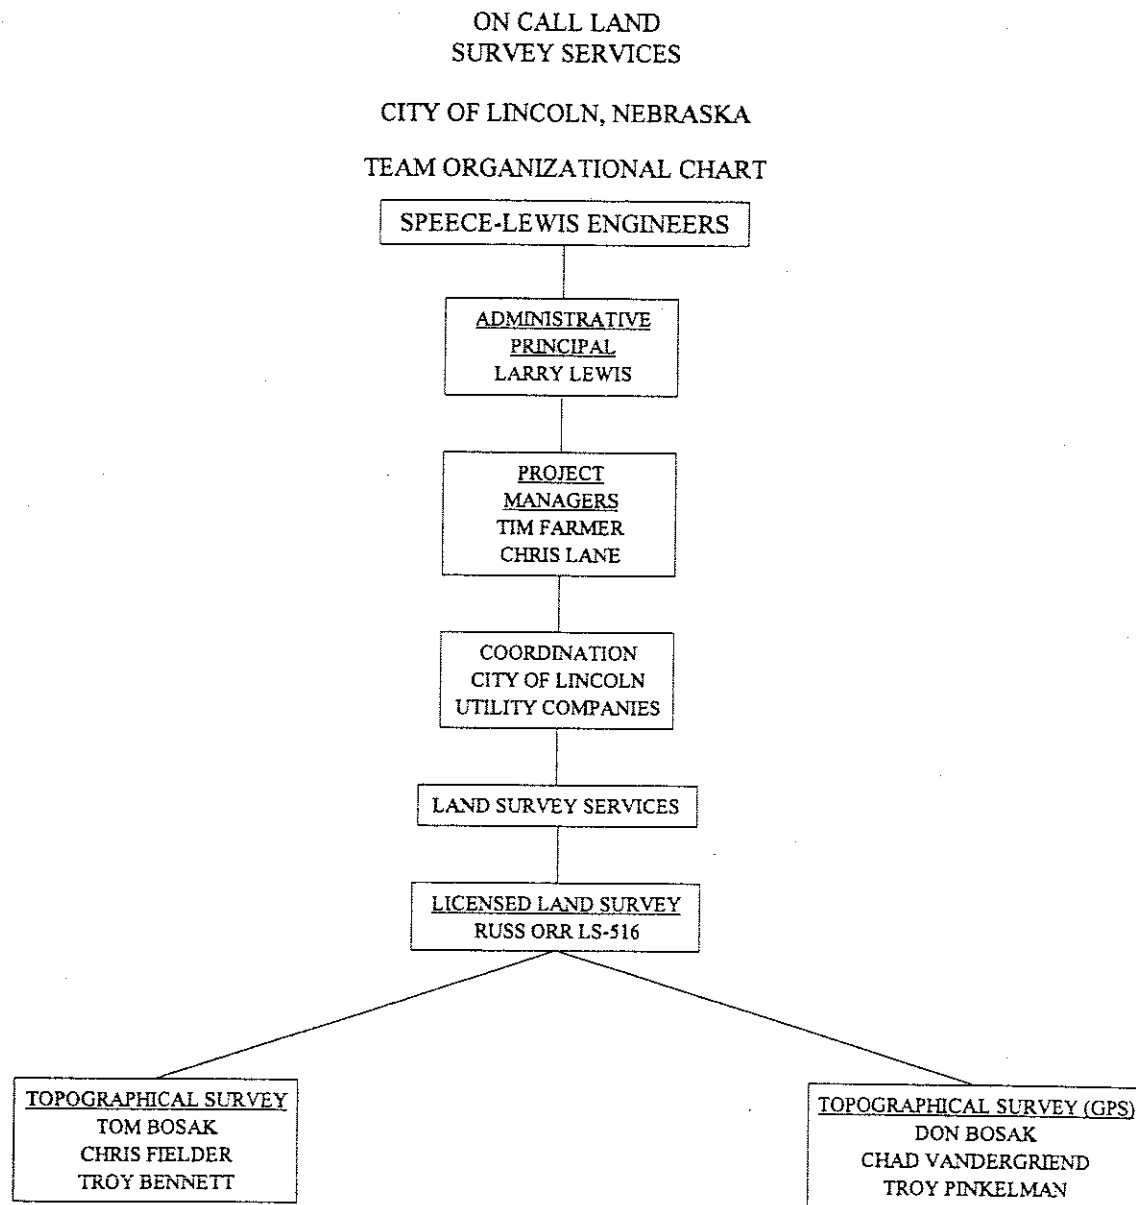 ON CALL LAND
SURVEY SERVICES
CITY OF LINCOLN, NEBRASKA
TEAM ORGANIZATIONAL CHART
SPEECE-LEWIS ENGINEERS
ADMINISTRATIVE
PRINCIPAL
LARRY LEWIS
PROJECT
MANAGERS
TIM FARMER
CHRIS LANE
COORDINATION
CITY OF LINCOLN
UTILITY COMPANIES
LAND SURVEY SERVICES
LICENSED LAND SURVEY
RUSS ORR LS-516
TOPOGRAPHICAL SURVEY
TOM BOSAK
CHRIS FIELDER
TROY BENNETT
TOPOGRAPHICAL SURVEY (GPS)
DON BOSAK
CHAD VANDERGRIEND
TROY PINKELMAN